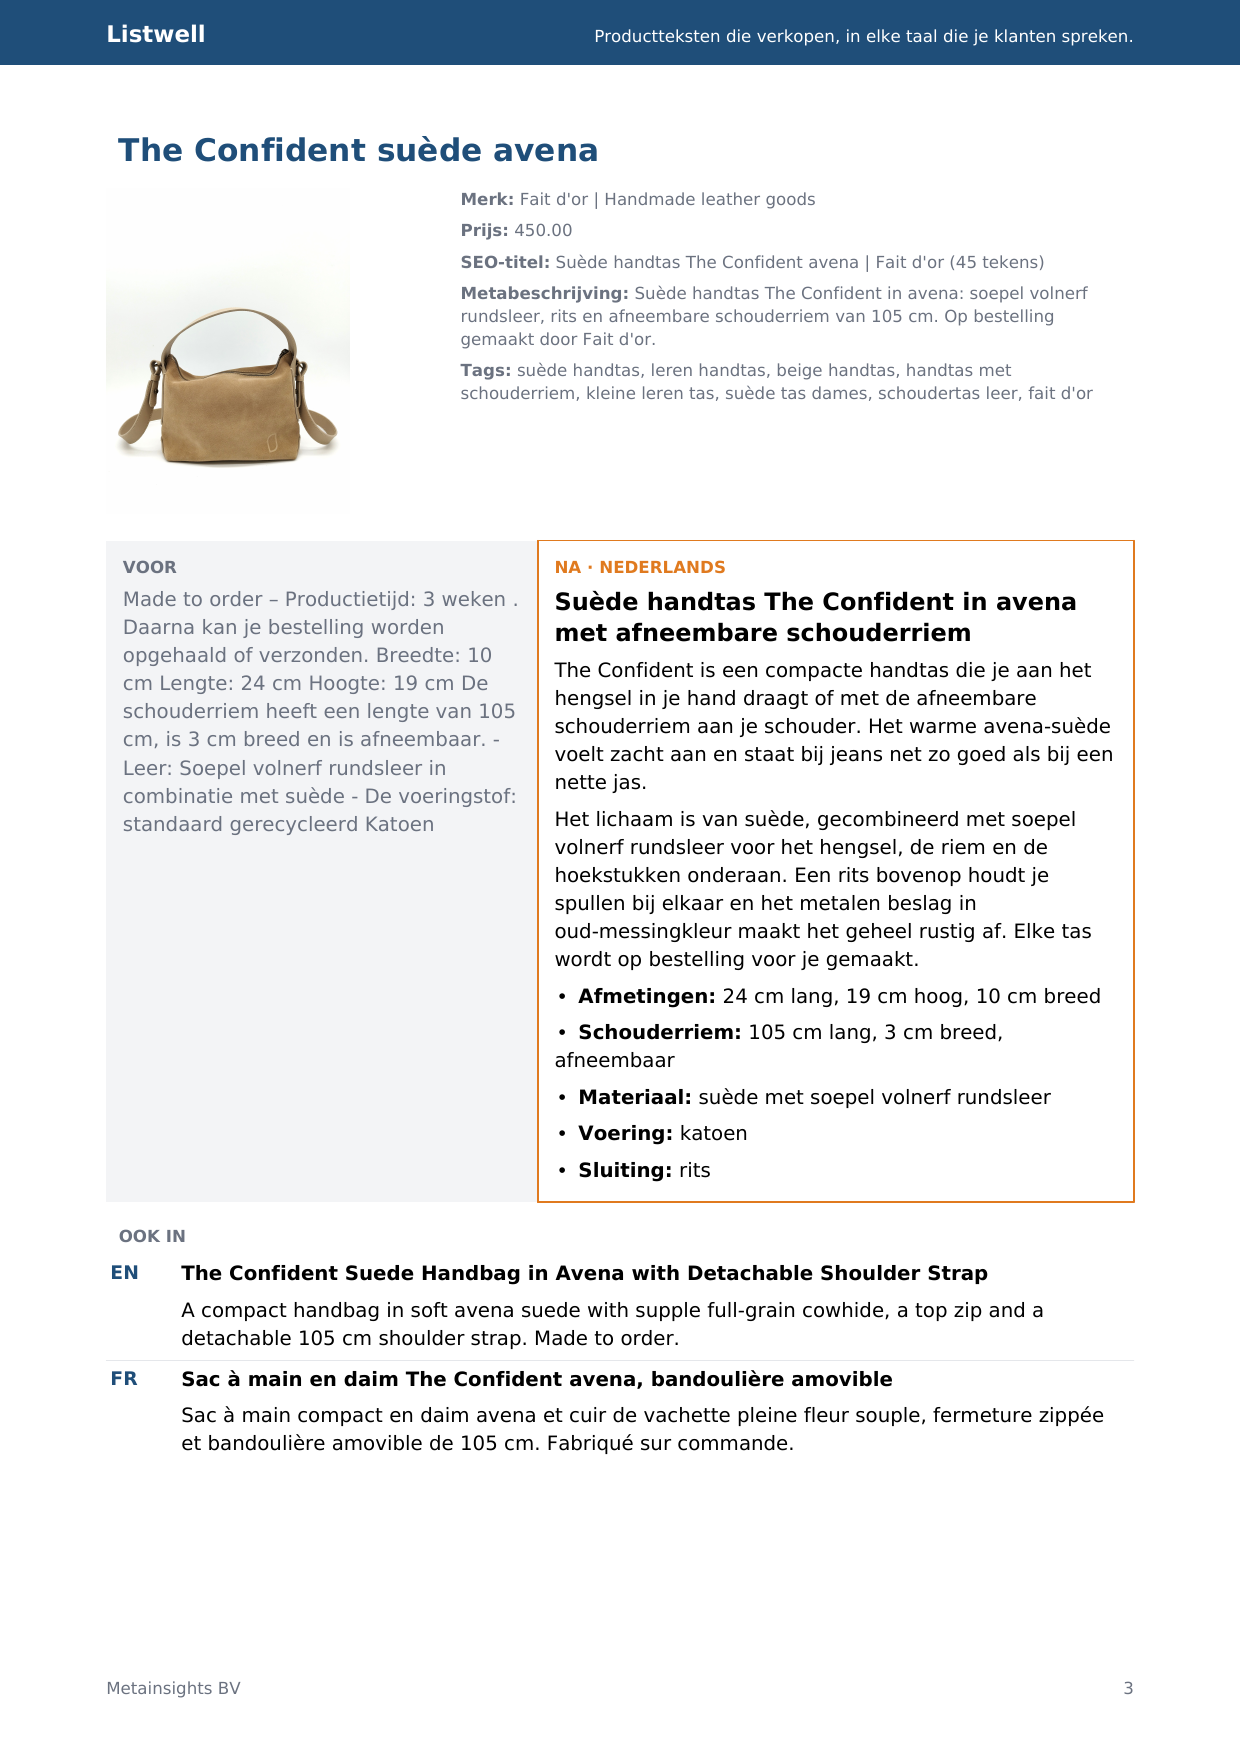 Listwell
Productteksten die verkopen, in elke taal die je klanten spreken.
The Confident suède avena
Merk: Fait d'or | Handmade leather goods
Prijs: 450.00
SEO-titel: Suède handtas The Confident avena | Fait d'or (45 tekens)
Metabeschrijving: Suède handtas The Confident in avena: soepel volnerf
rundsleer, rits en afneembare schouderriem van 105 cm. Op bestelling
gemaakt door Fait d'or.
Tags: suède handtas, leren handtas, beige handtas, handtas met
schouderriem, kleine leren tas, suède tas dames, schoudertas leer, fait d'or
VOOR
Made to order – Productietijd: 3 weken .
Daarna kan je bestelling worden
opgehaald of verzonden. Breedte: 10
cm Lengte: 24 cm Hoogte: 19 cm De
schouderriem heeft een lengte van 105
cm, is 3 cm breed en is afneembaar. -
Leer: Soepel volnerf rundsleer in
combinatie met suède - De voeringstof:
standaard gerecycleerd Katoen
NA · NEDERLANDS
Suède handtas The Confident in avena
met afneembare schouderriem
The Confident is een compacte handtas die je aan het
hengsel in je hand draagt of met de afneembare
schouderriem aan je schouder. Het warme avena-suède
voelt zacht aan en staat bij jeans net zo goed als bij een
nette jas.
Het lichaam is van suède, gecombineerd met soepel
volnerf rundsleer voor het hengsel, de riem en de
hoekstukken onderaan. Een rits bovenop houdt je
spullen bij elkaar en het metalen beslag in
oud-messingkleur maakt het geheel rustig af. Elke tas
wordt op bestelling voor je gemaakt.
• Afmetingen: 24 cm lang, 19 cm hoog, 10 cm breed
• Schouderriem: 105 cm lang, 3 cm breed,
afneembaar
• Materiaal: suède met soepel volnerf rundsleer
• Voering: katoen
• Sluiting: rits
OOK IN
EN
The Confident Suede Handbag in Avena with Detachable Shoulder Strap
A compact handbag in soft avena suede with supple full-grain cowhide, a top zip and a
detachable 105 cm shoulder strap. Made to order.
FR
Sac à main en daim The Confident avena, bandoulière amovible
Sac à main compact en daim avena et cuir de vachette pleine fleur souple, fermeture zippée
et bandoulière amovible de 105 cm. Fabriqué sur commande.
Metainsights BV
3